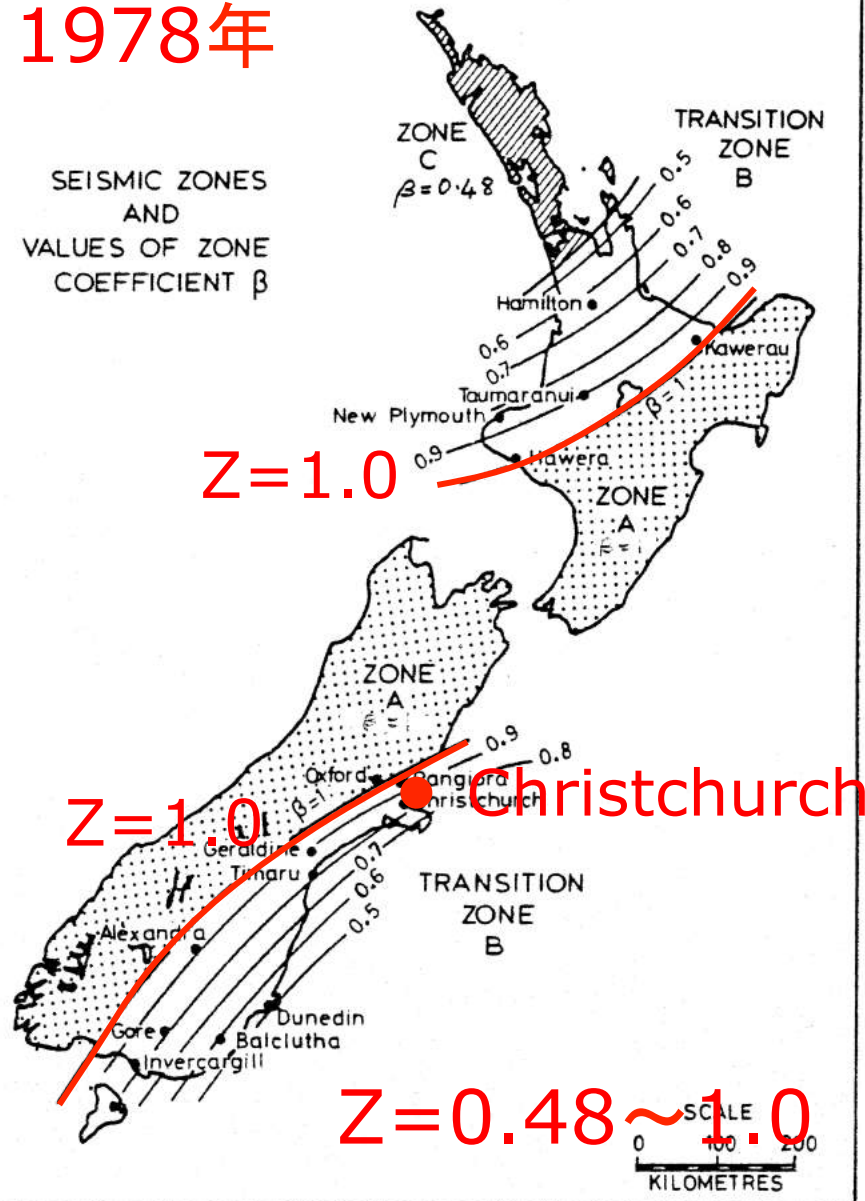 1978年
SEISMIC ZONES
AND
VALUES OF ZONE
COEFFICIENT β
ZONE
C
β=0.48
TRANSITION
ZONE
B
0.5
0.6
0.7
0.8
0.9
Hamilton
0.6
0.7
Kawerau
Taumaranui
β=1
New Plymouth
0.9
Hawera
Z=1.0
ZONE
A
ZONE
A
0.9
0.8
Oxford
Rangiora
Christchurch
Christchurch
β=1
Z=1.0
Geraldine
Timaru
0.7
0.6
0.5
TRANSITION
ZONE
B
Alexandra
Gore
Dunedin
Balclutha
Invercargill
Z=0.48～1.0
SCALE
0 100 200
KILOMETRES